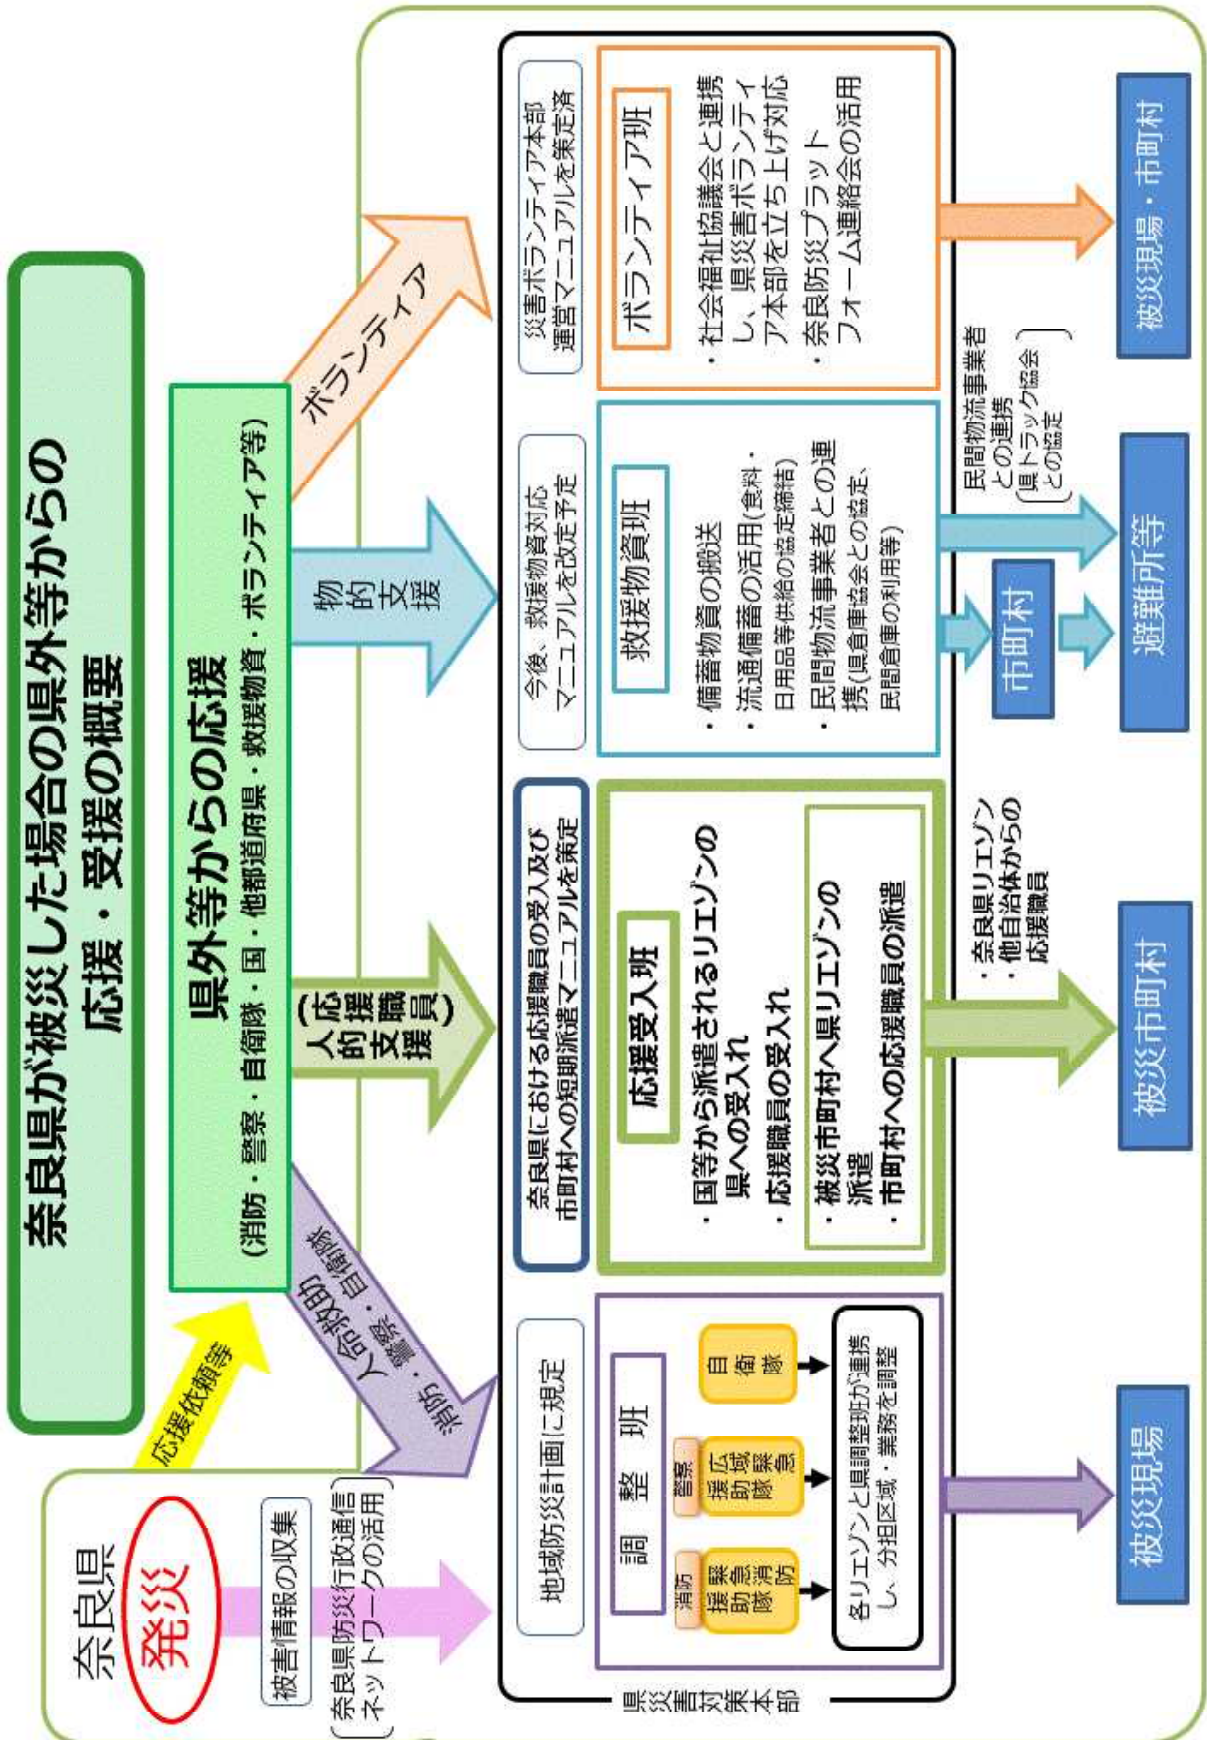 奈良県が被災した場合の県外等からの
応援・受援の概要
奈良県
発災
応援依頼等
県外等からの応援
(消防・警察・自衛隊・国・他都道府県・救援物資・ボランティア等)
被害情報の収集
奈良県防災行政通信
ネットワークの活用
人命救助
消防・警察・自衛隊
人的支援
(応援職員)
物的支援
ボランティア
県災害対策本部
地域防災計画に規定
調整班
消防
緊急消防
援助隊
警察
広域緊急
援助隊
自衛隊
各リエゾンと県調整班が連携
し、分担区域・業務を調整
被災現場
奈良県における応援職員の受入及び
市町村への短期派遣マニュアルを策定
応援受入班
・国等から派遣されるリエゾンの
県への受入れ
・応援職員の受入れ
・被災市町村へ県リエゾンの
派遣
・市町村への応援職員の派遣
・奈良県リエゾン
・他自治体からの
応援職員
被災市町村
今後、救援物資対応
マニュアルを改定予定
救援物資班
・備蓄物資の搬送
・流通備蓄の活用(食料・
日用品等供給の協定締結)
・民間物流事業者との連
携(県倉庫協会との協定、
民間倉庫の利用等)
市町村
民間物流事業者
との連携
県トラック協会
との協定
避難所等
災害ボランティア本部
運営マニュアルを策定済
ボランティア班
・社会福祉協議会と連携
し、県災害ボランティ
ア本部を立ち上げ対応
・奈良防災プラット
フォーム連絡会の活用
被災現場・市町村